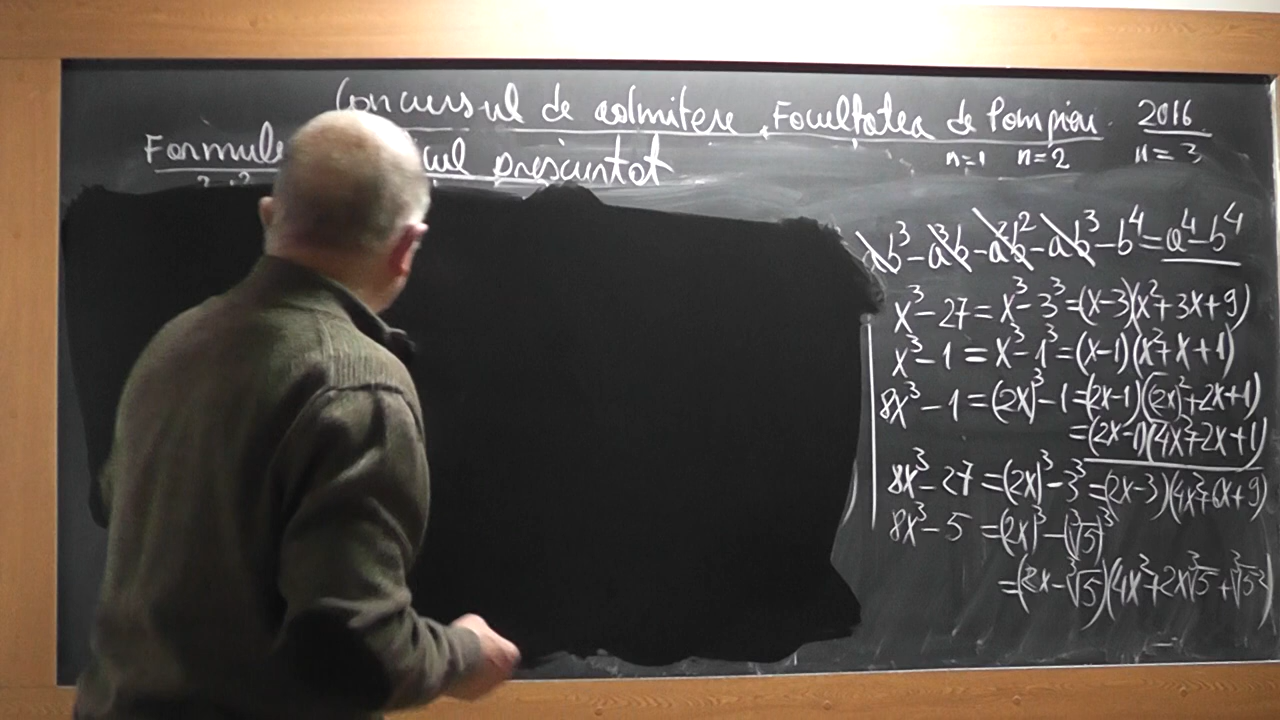 Concursul de admitere, Facultatea de Pompieri 2016
Formule cul prescurtat n=1 n=2 n=3
ab³-a³b-a²b²-ab³-b⁴=a⁴-b⁴
x³-27=x³-3³=(x-3)(x²+3x+9)
x³-1=x³-1³=(x-1)(x²+x+1)
8x³-1=(2x)³-1=(2x-1)((2x)²+2x+1)
=(2x-1)(4x²+2x+1)
8x³-27=(2x)³-3³=(2x-3)(4x²+6x+9)
8x³-5=(2x)³-(∛5)³
=(2x-∛5)(4x²+2x∛5+∛5²)